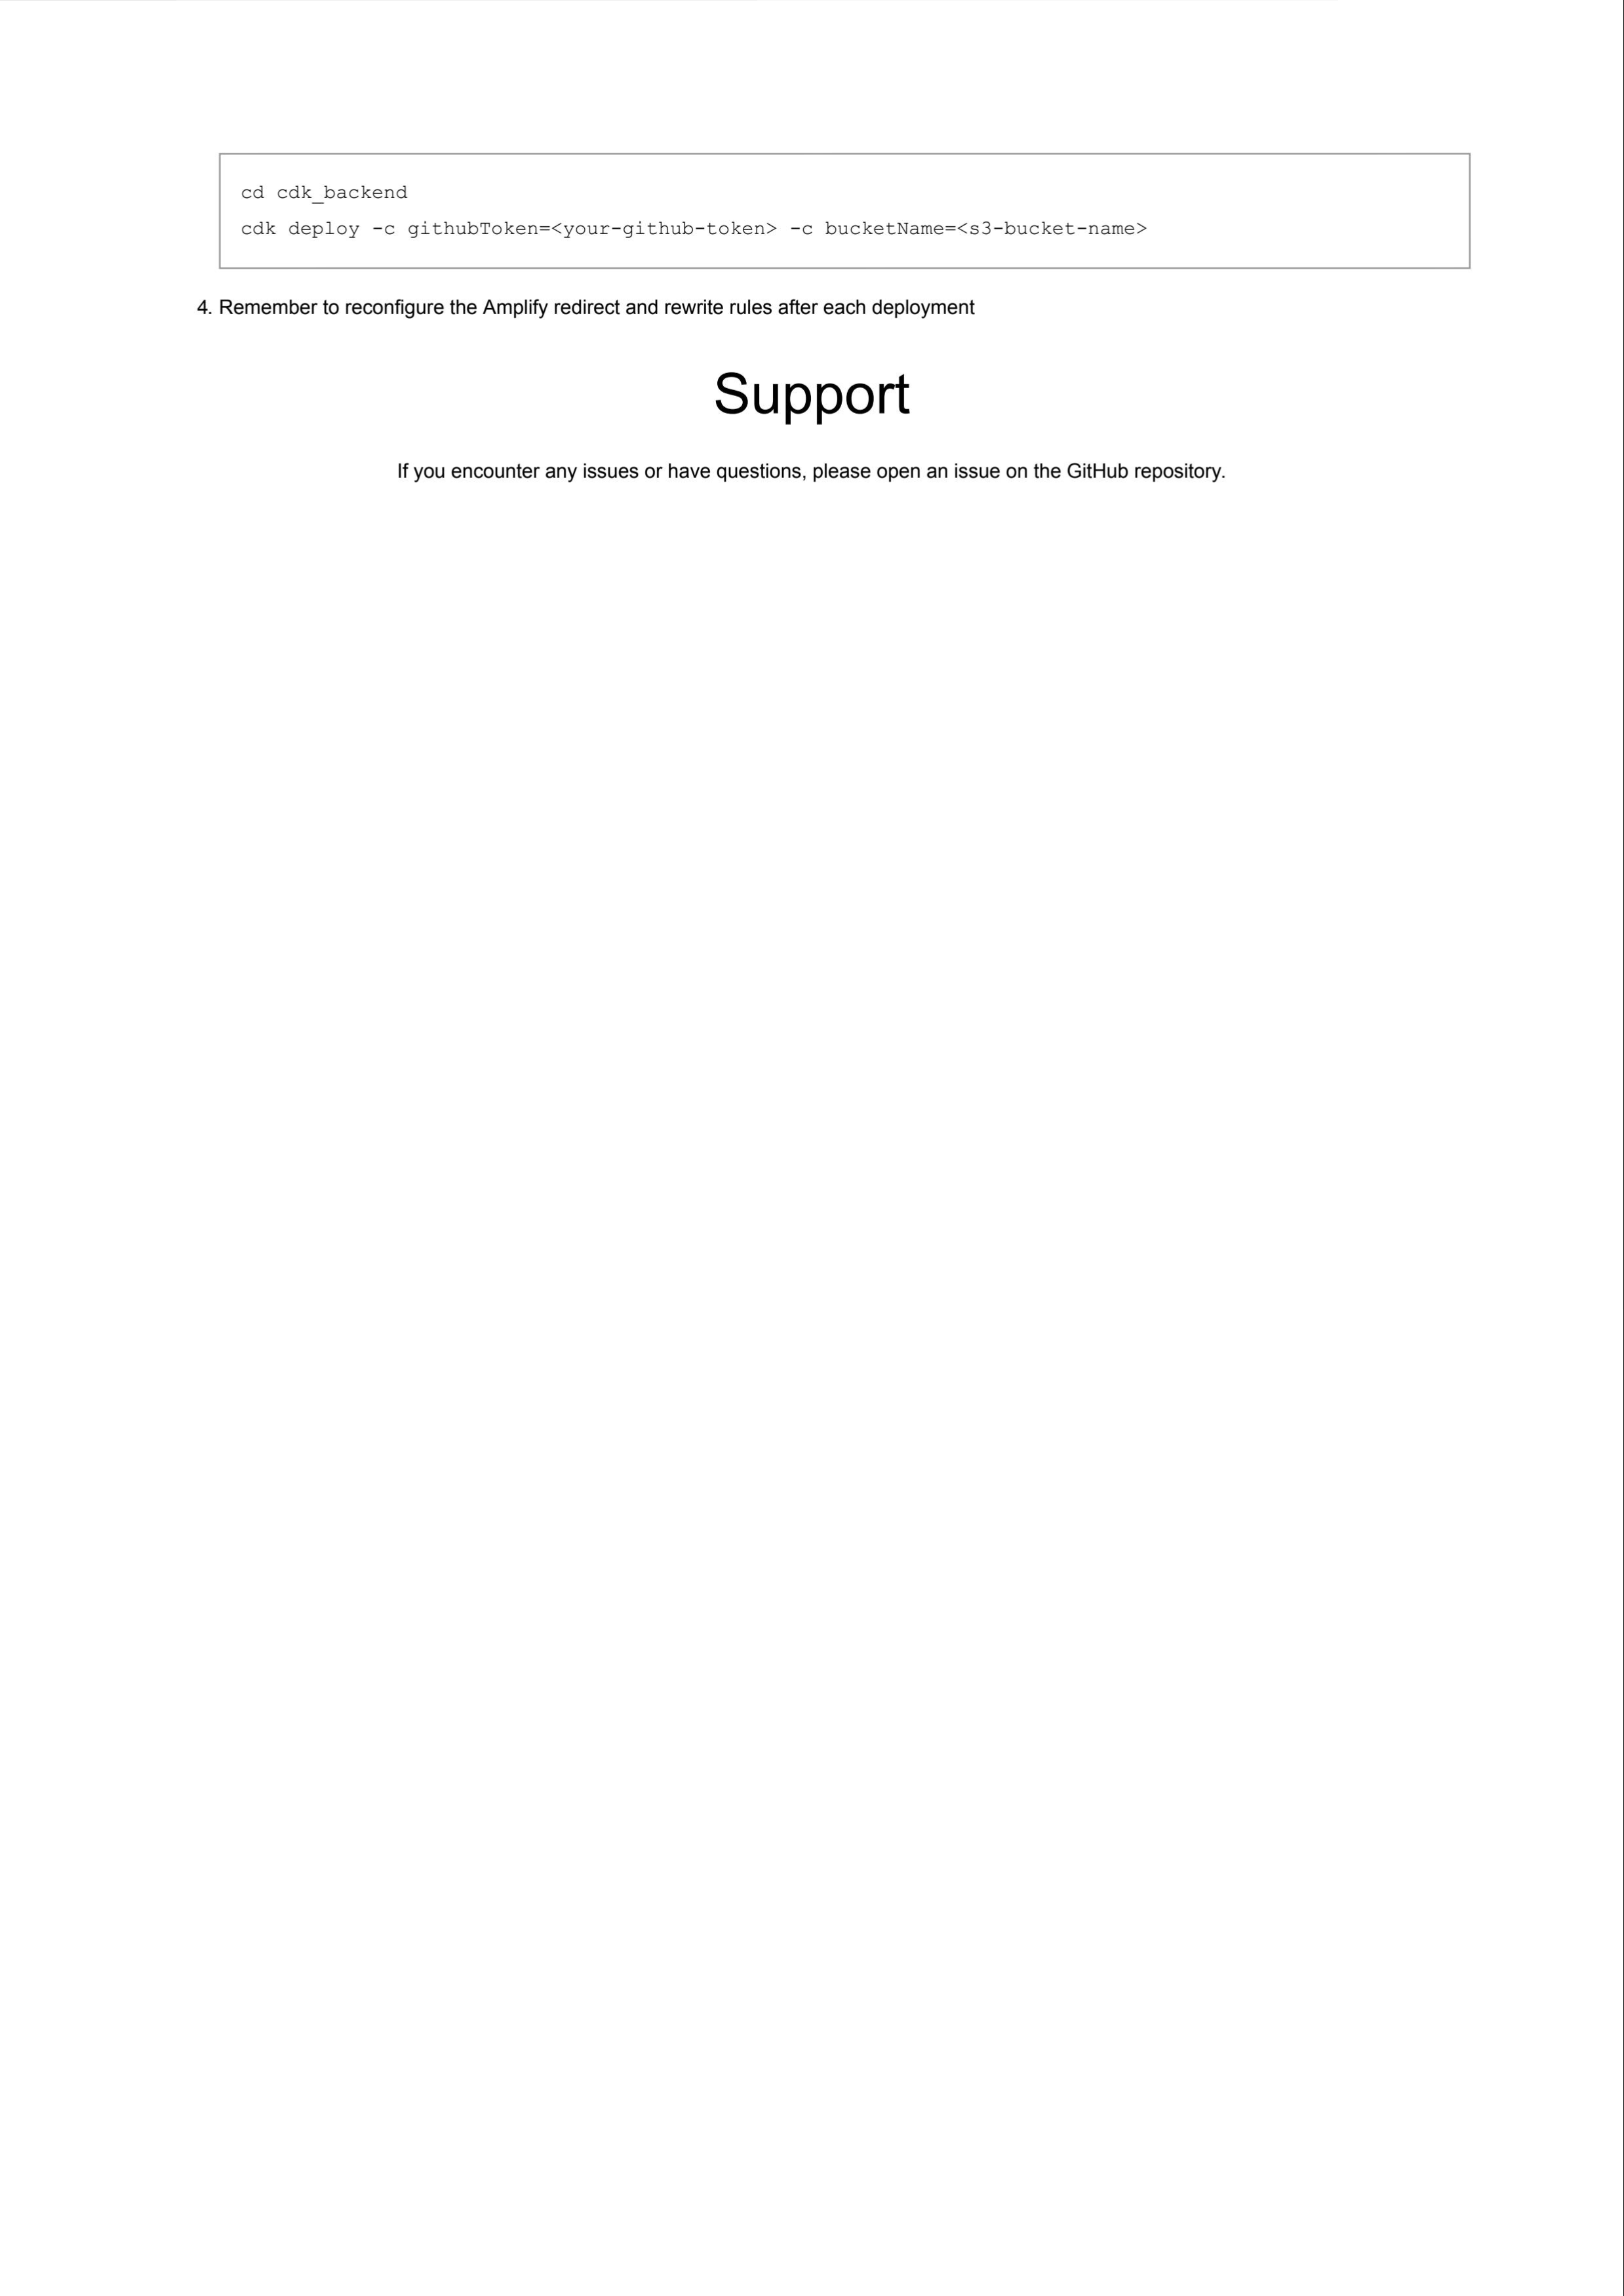 cd cdk_backend
cdk deploy -c githubToken=<your-github-token> -c bucketName=<s3-bucket-name>
4. Remember to reconfigure the Amplify redirect and rewrite rules after each deployment
Support
If you encounter any issues or have questions, please open an issue on the GitHub repository.